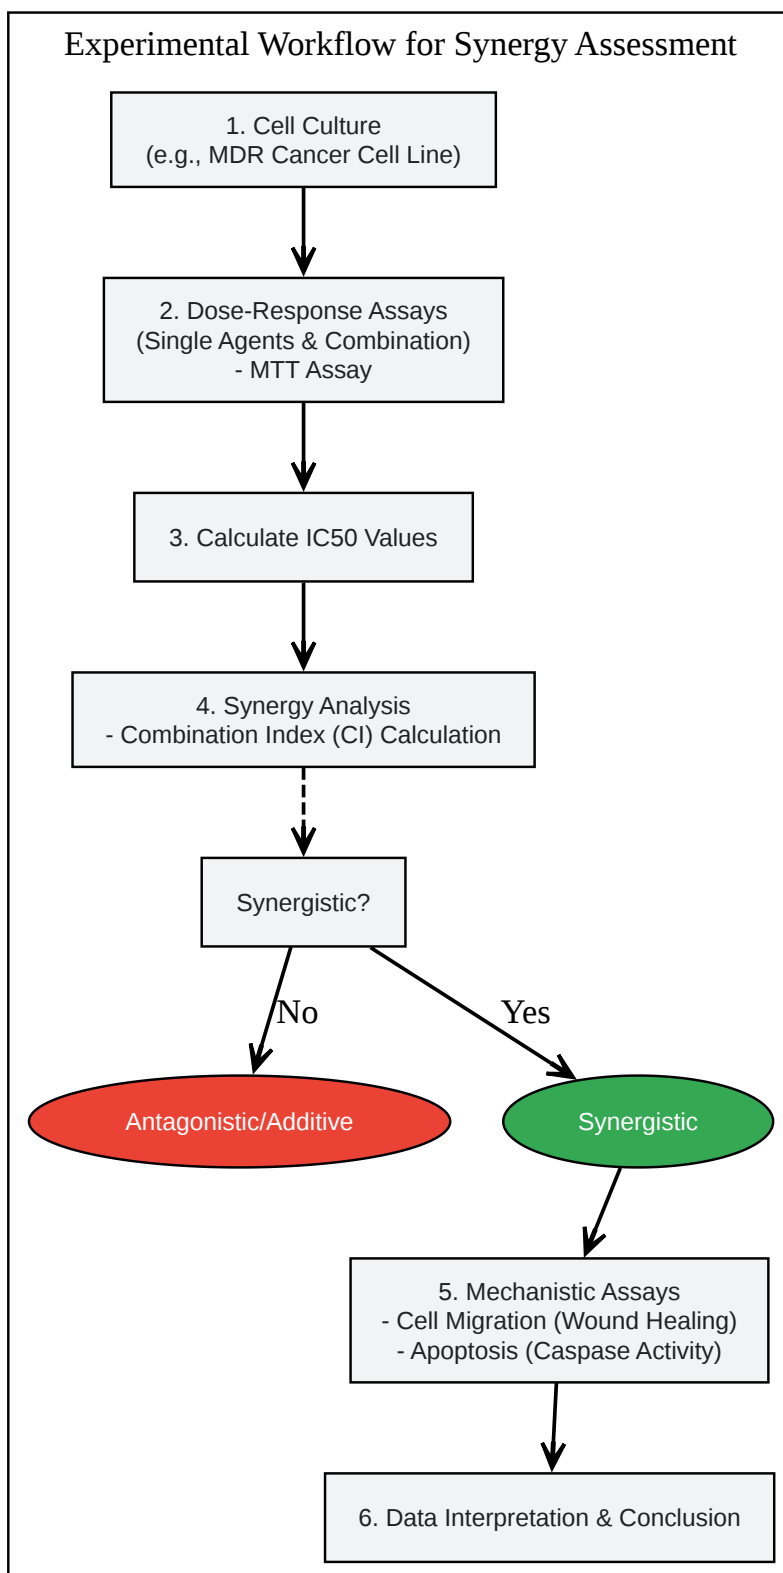 Experimental Workflow for Synergy Assessment
1. Cell Culture
(e.g., MDR Cancer Cell Line)
2. Dose-Response Assays
(Single Agents & Combination)
- MTT Assay
3. Calculate IC50 Values
4. Synergy Analysis
- Combination Index (CI) Calculation
Synergistic?
No
Yes
Antagonistic/Additive
Synergistic
5. Mechanistic Assays
- Cell Migration (Wound Healing)
- Apoptosis (Caspase Activity)
6. Data Interpretation & Conclusion